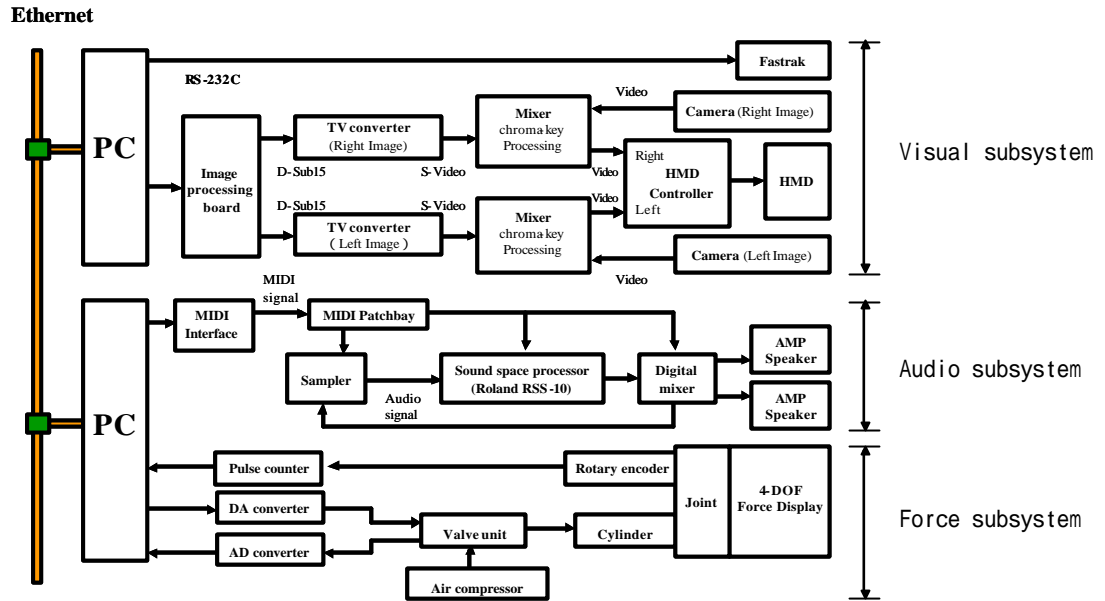 Ethernet
PC
RS-232C
Fastrak
Image
processing
board
D-Sub15
TV converter
(Right Image)
S-Video
Mixer
chroma-key
Processing
Video
Camera (Right Image)
D-Sub15
TV converter
( Left Image )
S-Video
Mixer
chroma-key
Processing
Video
Video
Right
HMD
Controller
Left
HMD
Camera (Left Image)
Video
Visual subsystem
PC
MIDI
Interface
MIDI
signal
MIDI Patchbay
Sampler
Audio
signal
Sound space processor
(Roland RSS-10)
Digital
mixer
AMP
Speaker
AMP
Speaker
Audio subsystem
Pulse counter
Rotary encoder
DA converter
AD converter
Valve unit
Air compressor
Cylinder
Joint
4-DOF
Force Display
Force subsystem